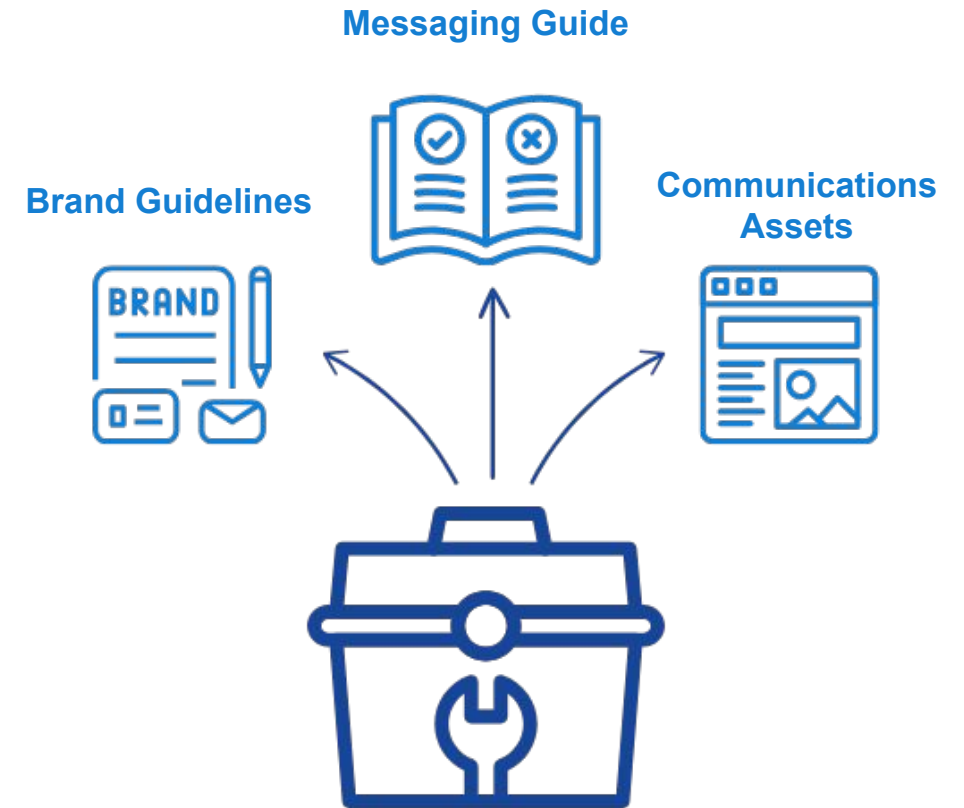 Messaging Guide
Brand Guidelines
Communications
Assets
BRAND